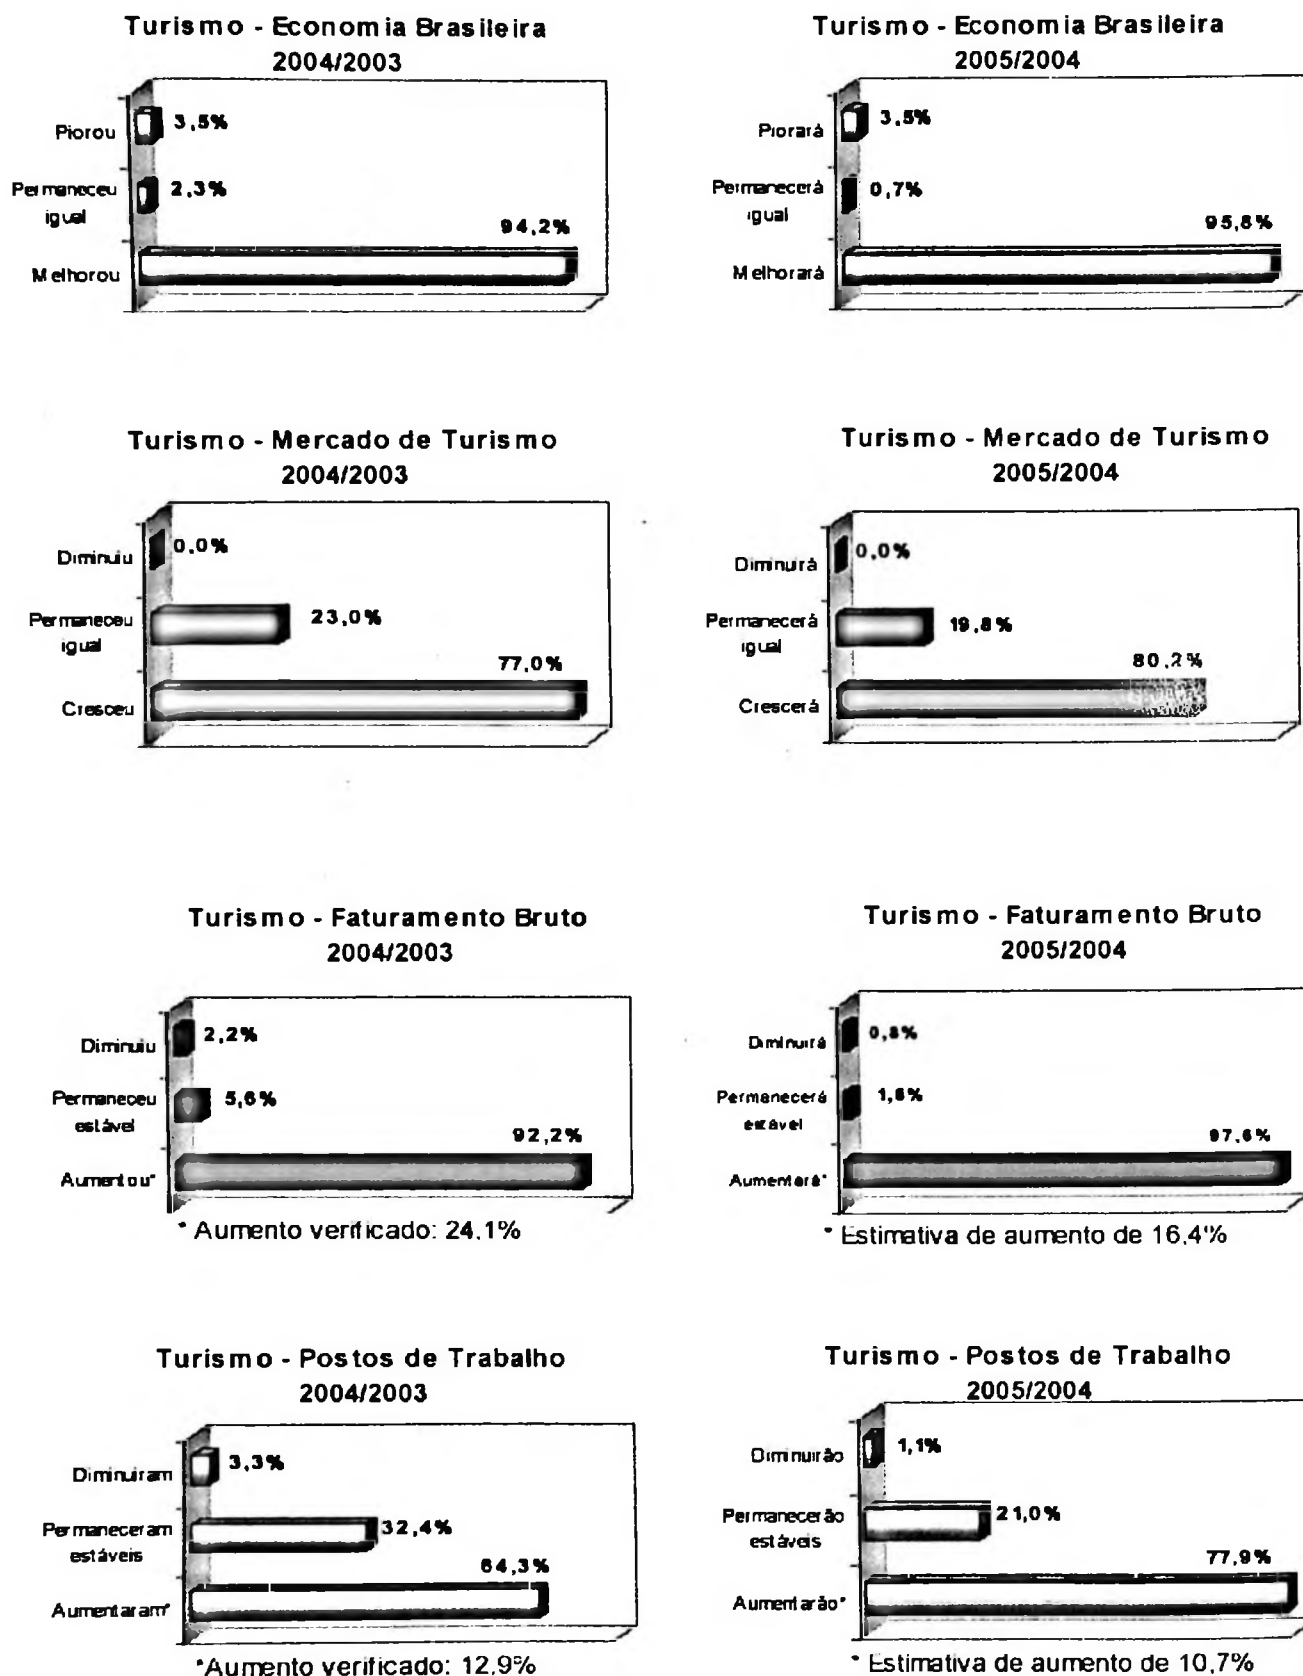 Turismo - Economia Brasileira
2004/2003
Piorou
3,5%
Permaneceu
igual
2,3%
94,2%
Melhorou
Turismo - Economia Brasileira
2005/2004
Piorará
3,5%
Permanecerá
igual
0,7%
95,8%
Melhorará
Turismo - Mercado de Turismo
2004/2003
Diminuiu
0,0%
Permaneceu
igual
23,0%
77,0%
Cresceu
Turismo - Mercado de Turismo
2005/2004
Diminuirá
0,0%
Permanecerá
igual
19,8%
80,2%
Crescerá
Turismo - Faturamento Bruto
2004/2003
Diminuiu
2,2%
Permaneceu
estável
5,6%
92,2%
Aumentou*
* Aumento verificado: 24,1%
Turismo - Faturamento Bruto
2005/2004
Diminuirá
0,8%
Permanecerá
estável
1,6%
97,6%
Aumentará*
* Estimativa de aumento de 16,4%
Turismo - Postos de Trabalho
2004/2003
Diminuiram
3,3%
Permaneceram
estáveis
32,4%
64,3%
Aumentaram*
*Aumento verificado: 12,9%
Turismo - Postos de Trabalho
2005/2004
Diminuirão
1,1%
Permanecerão
estáveis
21,0%
77,9%
Aumentarão*
* Estimativa de aumento de 10,7%